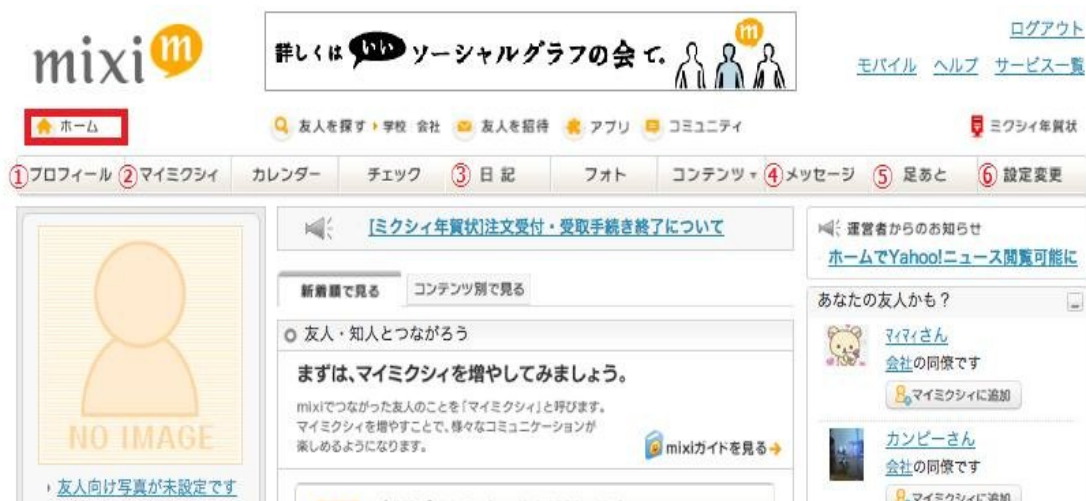 mixi m
詳しくは いい ソーシャルグラフの会 で。 m
ログアウト
モバイル ヘルプ サービス一覧
ホーム
友人を探す 学校 会社 友人を招待 アプリ コミュニティ ミクシィ年賀状
①プロフィール ②マイミクシィ カレンダー チェック ③ 日記 フォト コンテンツ ▾ ④メッセージ ⑤ 足あと ⑥ 設定変更
[ミクシィ年賀状]注文受付・受取手続き終了について
運営者からのお知らせ
ホームでYahoo!ニュース閲覧可能に
新着順で見る コンテンツ別で見る
あなたの友人かも？
友人・知人とつながろう
マイマイさん
会社の同僚です
マイミクシィに追加
まずは、マイミクシィを増やしてみましょう。
mixiでつながった友人のことを「マイミクシィ」と呼びます。
マイミクシィを増やすことで、様々なコミュニケーションが
楽しめるようになります。
mixiガイドを見る
NO IMAGE
カンピーさん
会社の同僚です
マイミクシィに追加
友人向け写真が未設定です